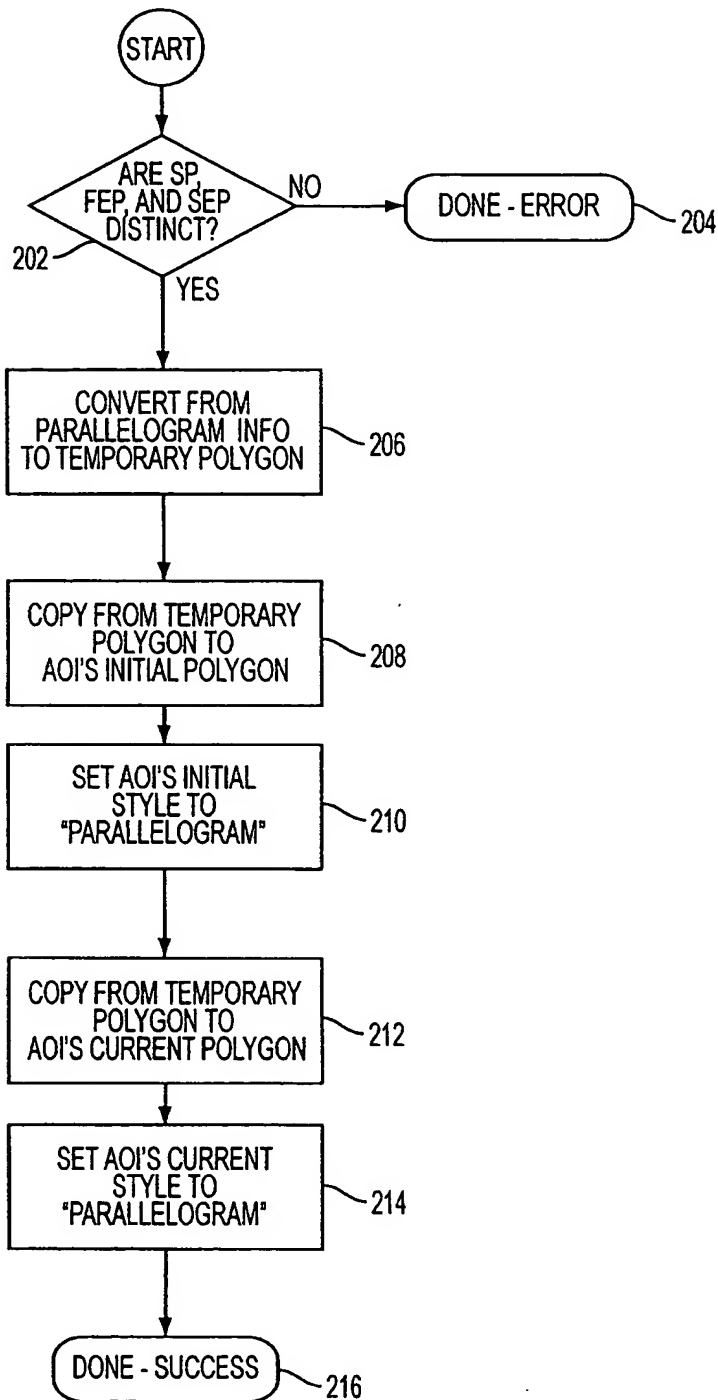 START
ARE SP,
FEP, AND SEP
DISTINCT?
NO
DONE - ERROR
204
202
YES
CONVERT FROM
PARALLELOGRAM INFO
TO TEMPORARY POLYGON
206
COPY FROM TEMPORARY
POLYGON TO
AOI'S INITIAL POLYGON
208
SET AOI'S INITIAL
STYLE TO
"PARALLELOGRAM"
210
COPY FROM TEMPORARY
POLYGON TO
AOI'S CURRENT POLYGON
212
SET AOI'S CURRENT
STYLE TO
"PARALLELOGRAM"
214
DONE - SUCCESS
216